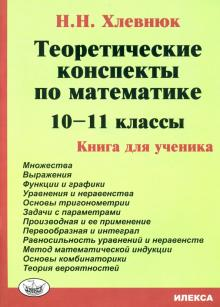 Н.Н. Хлевнюк
Теоретические
конспекты
по математике
10–11 классы
Книга для ученика
Множества
Выражения
Функции и графики
Уравнения и неравенства
Основы тригонометрии
Задачи с параметрами
Производная и ее применение
Первообразная и интеграл
Равносильность уравнений и неравенств
Метод математической индукции
Основы комбинаторики
Теория вероятностей
ИЛЕКСА